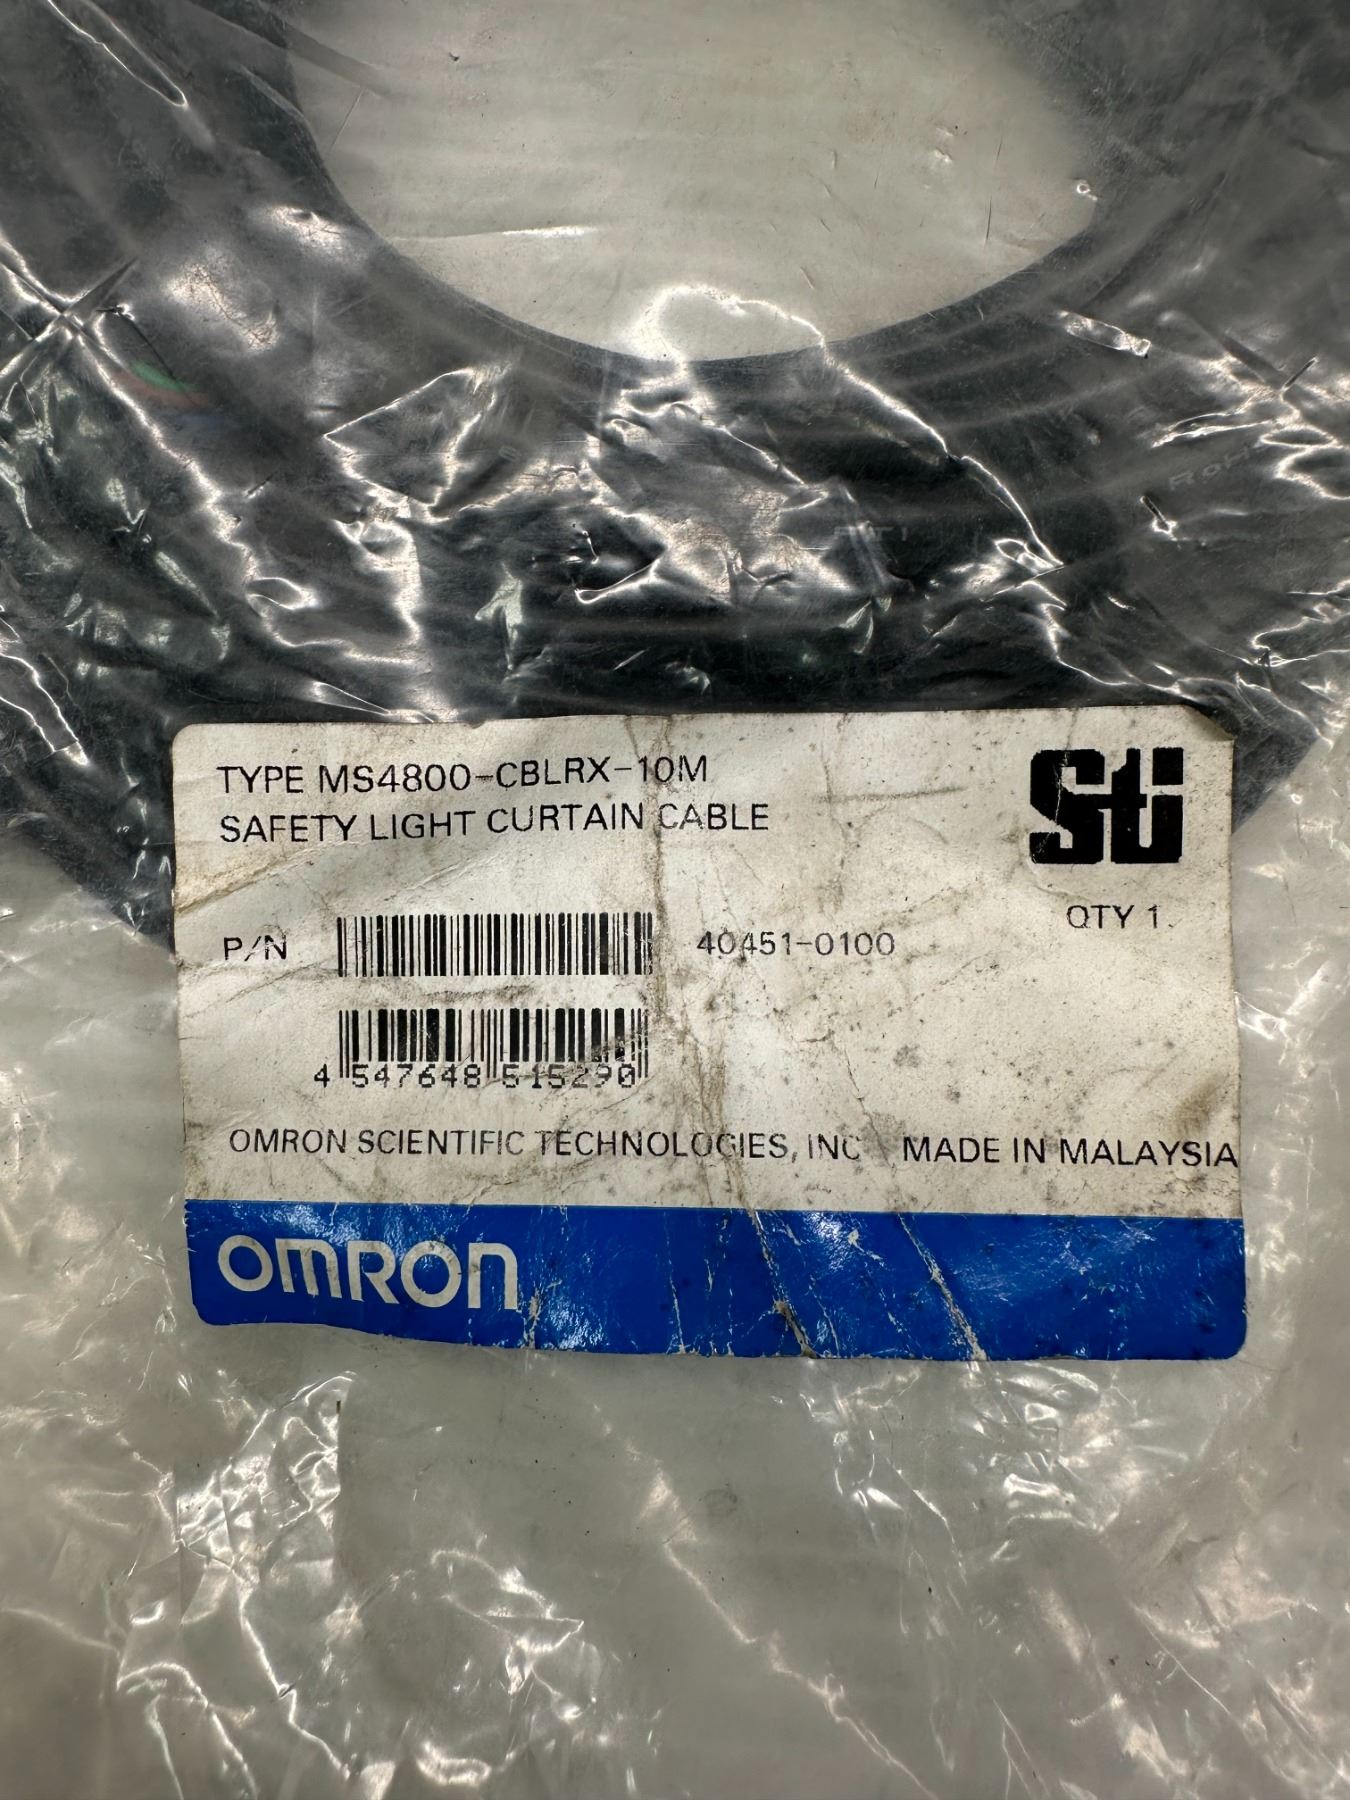 RoHS
TYPE MS4800-CBLRX-10M
SAFETY LIGHT CURTAIN CABLE
Sti
QTY 1.
P/N 40451-0100
4 547648 515290
OMRON SCIENTIFIC TECHNOLOGIES, INC MADE IN MALAYSIA
OMRON